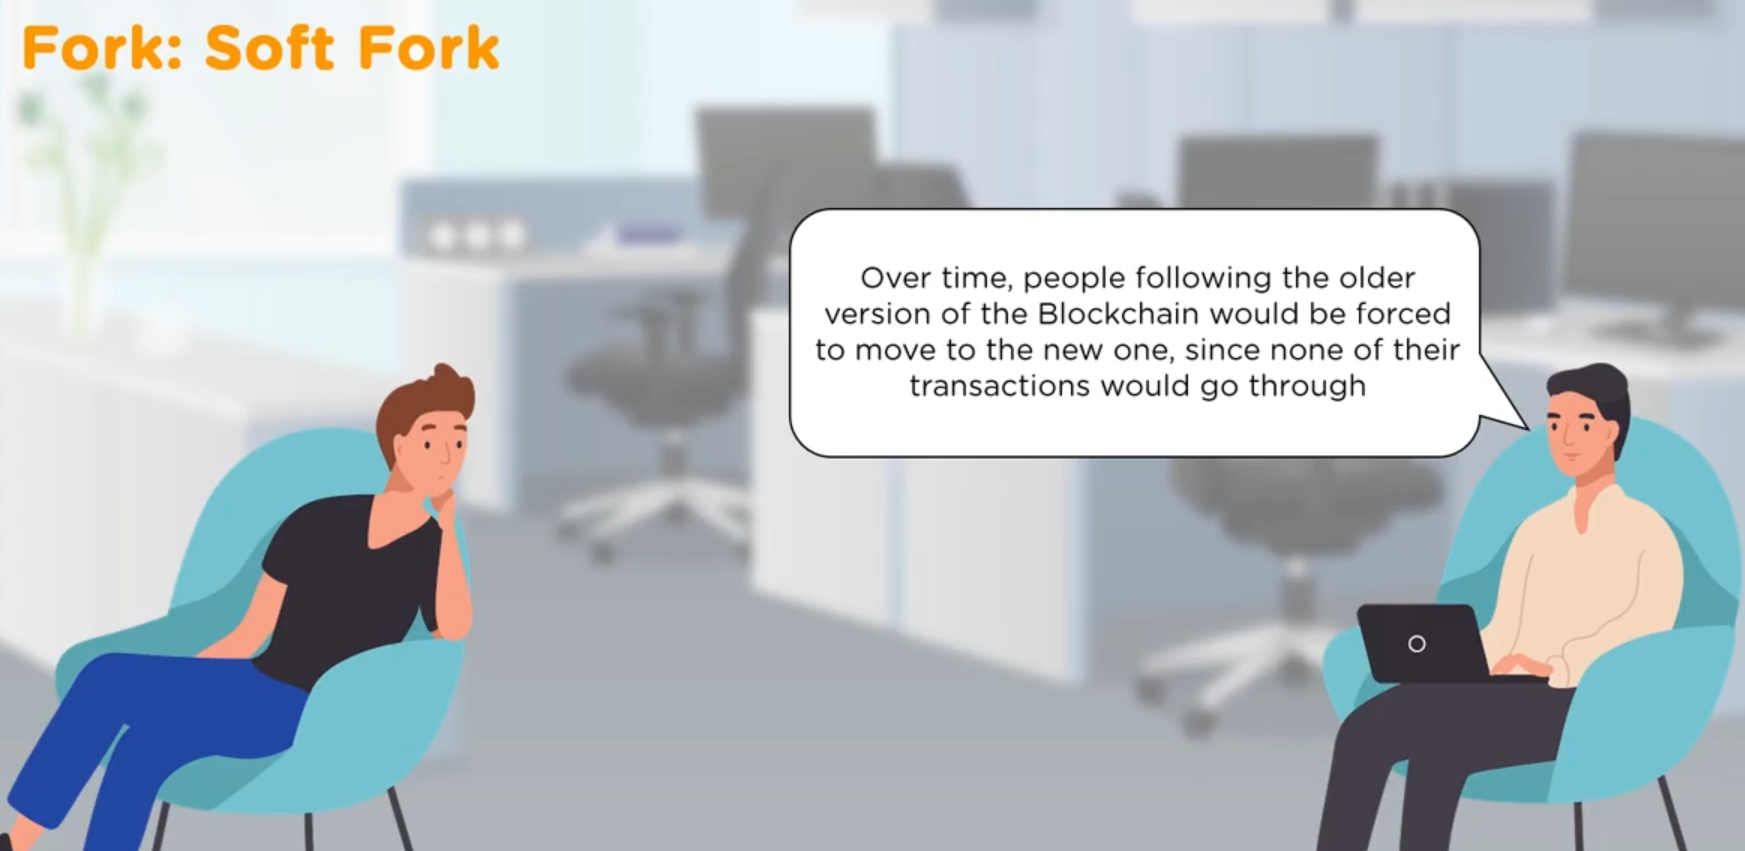 Fork: Soft Fork
Over time, people following the older
version of the Blockchain would be forced
to move to the new one, since none of their
transactions would go through